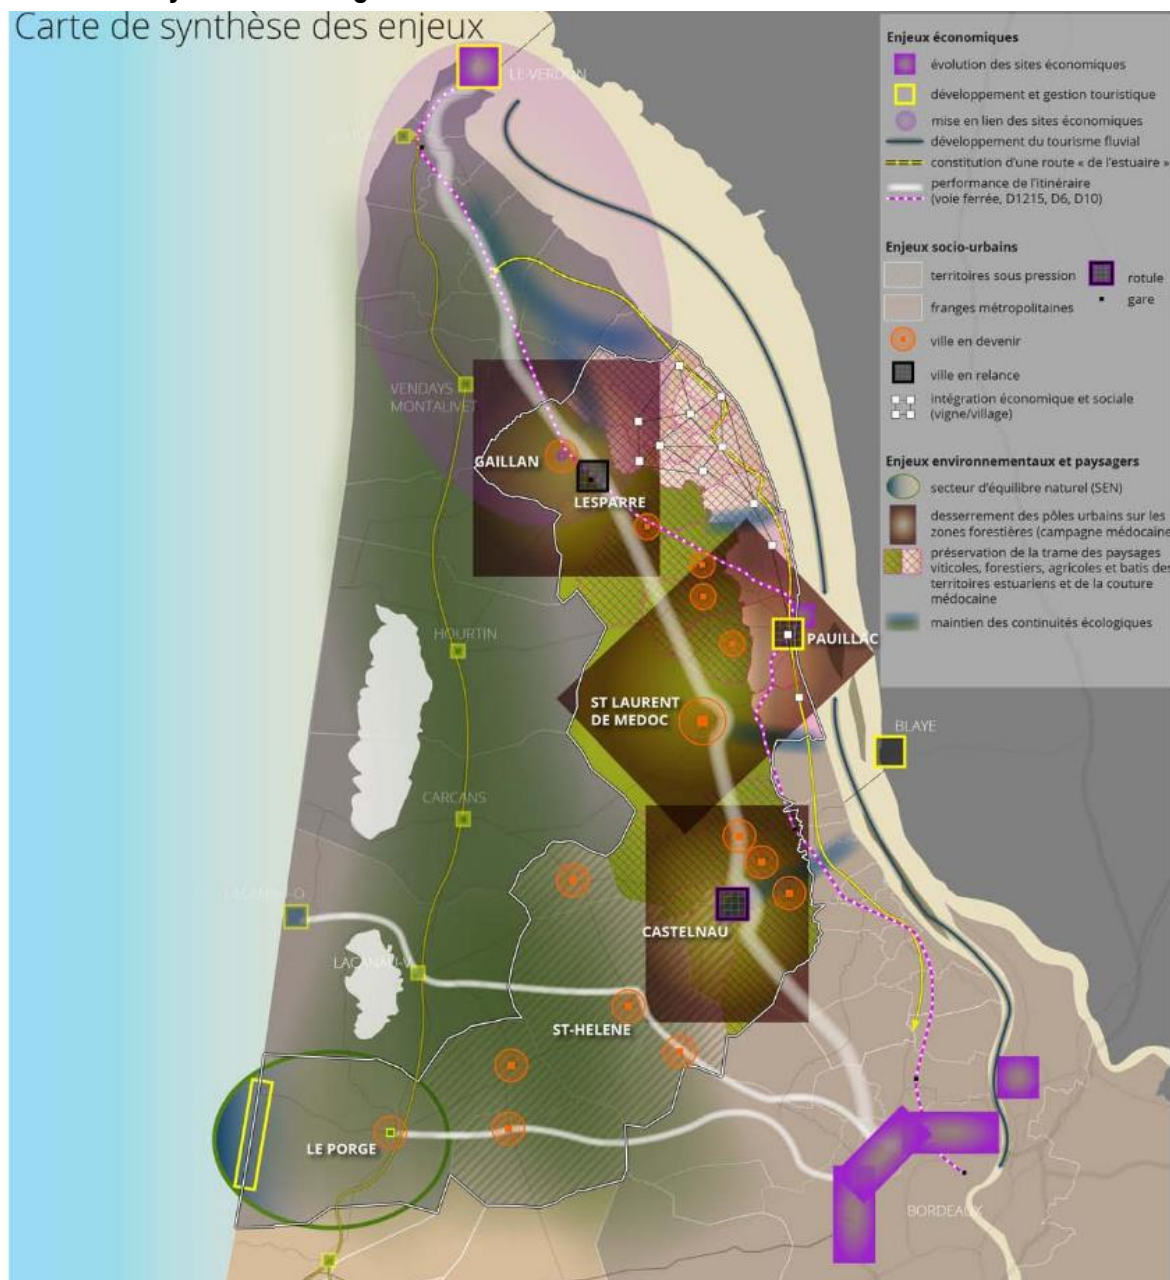 Carte de synthèse des enjeux
LE-VERDON
VENDAYS
MONTALIVET
GAILLAN
LESPARRE
HOURTIN
PAUILLAC
ST LAURENT
DE MEDOC
BLAYE
CARCANS
CASTELNAU
LACANAU-V
ST-HELENE
LE PORGE
BORDEAUX
Enjeux économiques
évolution des sites économiques
développement et gestion touristique
mise en lien des sites économiques
développement du tourisme fluvial
constitution d'une route « de l'estuaire »
performance de l'itinéraire
(voie ferrée, D1215, D6, D10)
Enjeux socio-urbains
territoires sous pression
rotule
gare
franges métropolitaines
ville en devenir
ville en relance
intégration économique et sociale
(vigne/village)
Enjeux environnementaux et paysagers
secteur d'équilibre naturel (SEN)
desserrement des pôles urbains sur les
zones forestières (campagne médocaine
préservation de la trame des paysages
viticoles, forestiers, agricoles et batis des
territoires estuariens et de la couture
médocaine
maintien des continuités écologiques